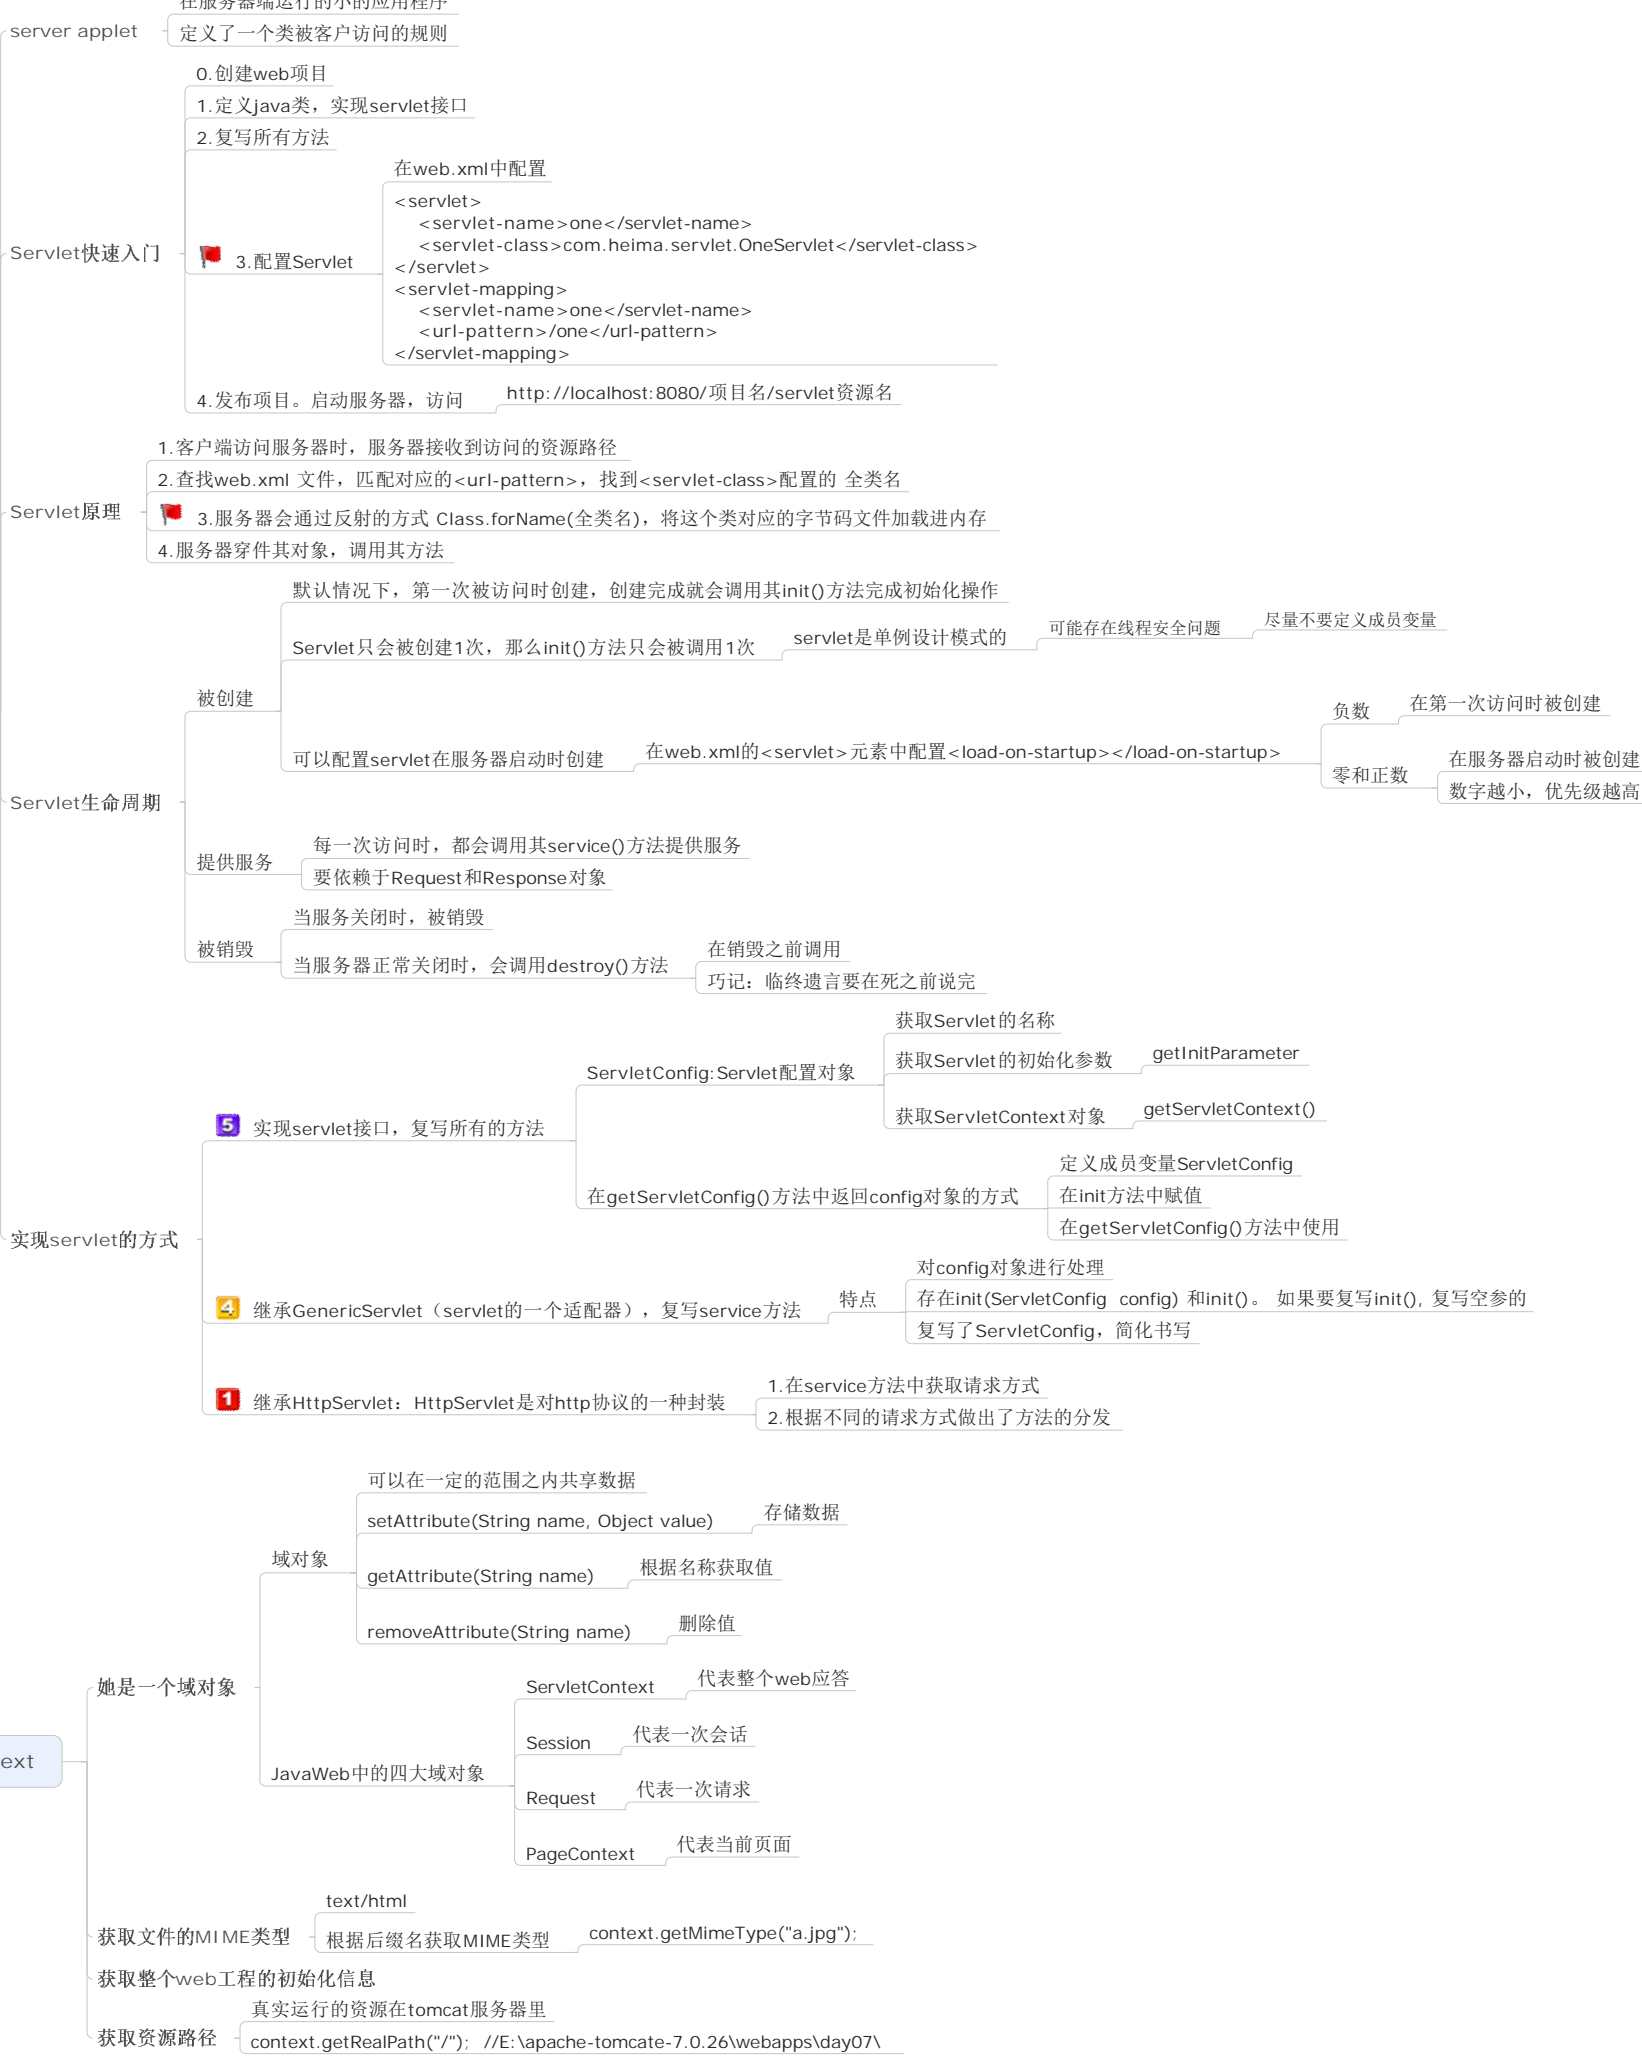 在服务器端运行的小的应用程序
server applet
定义了一个类被客户访问的规则
0.创建web项目
1.定义java类，实现servlet接口
2.复写所有方法
在web.xml中配置
<servlet>
<servlet-name>one</servlet-name>
<servlet-class>com.heima.servlet.OneServlet</servlet-class>
</servlet>
<servlet-mapping>
<servlet-name>one</servlet-name>
<url-pattern>/one</url-pattern>
</servlet-mapping>
Servlet快速入门
3.配置Servlet
4.发布项目。启动服务器，访问
http://localhost:8080/项目名/servlet资源名
1.客户端访问服务器时，服务器接收到访问的资源路径
2.查找web.xml 文件，匹配对应的<url-pattern>，找到<servlet-class>配置的 全类名
Servlet原理
3.服务器会通过反射的方式 Class.forName(全类名)，将这个类对应的字节码文件加载进内存
4.服务器穿件其对象，调用其方法
默认情况下，第一次被访问时创建，创建完成就会调用其init()方法完成初始化操作
Servlet只会被创建1次，那么init()方法只会被调用1次
servlet是单例设计模式的
可能存在线程安全问题
尽量不要定义成员变量
被创建
可以配置servlet在服务器启动时创建
在web.xml的<servlet>元素中配置<load-on-startup></load-on-startup>
负数
在第一次访问时被创建
零和正数
在服务器启动时被创建
数字越小，优先级越高
Servlet生命周期
提供服务
每一次访问时，都会调用其service()方法提供服务
要依赖于Request和Response对象
被销毁
当服务关闭时，被销毁
当服务器正常关闭时，会调用destroy()方法
在销毁之前调用
巧记：临终遗言要在死之前说完
获取Servlet的名称
ServletConfig:Servlet配置对象
获取Servlet的初始化参数
getInitParameter
获取ServletContext对象
getServletContext()
5
实现servlet接口，复写所有的方法
在getServletConfig()方法中返回config对象的方式
定义成员变量ServletConfig
在init方法中赋值
在getServletConfig()方法中使用
实现servlet的方式
4
继承GenericServlet（servlet的一个适配器），复写service方法
特点
对config对象进行处理
存在init(ServletConfig config) 和init()。 如果要复写init(), 复写空参的
复写了ServletConfig，简化书写
1
继承HttpServlet：HttpServlet是对http协议的一种封装
1.在service方法中获取请求方式
2.根据不同的请求方式做出了方法的分发
可以在一定的范围之内共享数据
setAttribute(String name, Object value)
存储数据
域对象
getAttribute(String name)
根据名称获取值
removeAttribute(String name)
删除值
她是一个域对象
ServletContext
代表整个web应答
Session
代表一次会话
JavaWeb中的四大域对象
Request
代表一次请求
PageContext
代表当前页面
ext
text/html
获取文件的MIME类型
根据后缀名获取MIME类型
context.getMimeType("a.jpg");
获取整个web工程的初始化信息
真实运行的资源在tomcat服务器里
获取资源路径
context.getRealPath("/"); //E:\apache-tomcate-7.0.26\webapps\day07\